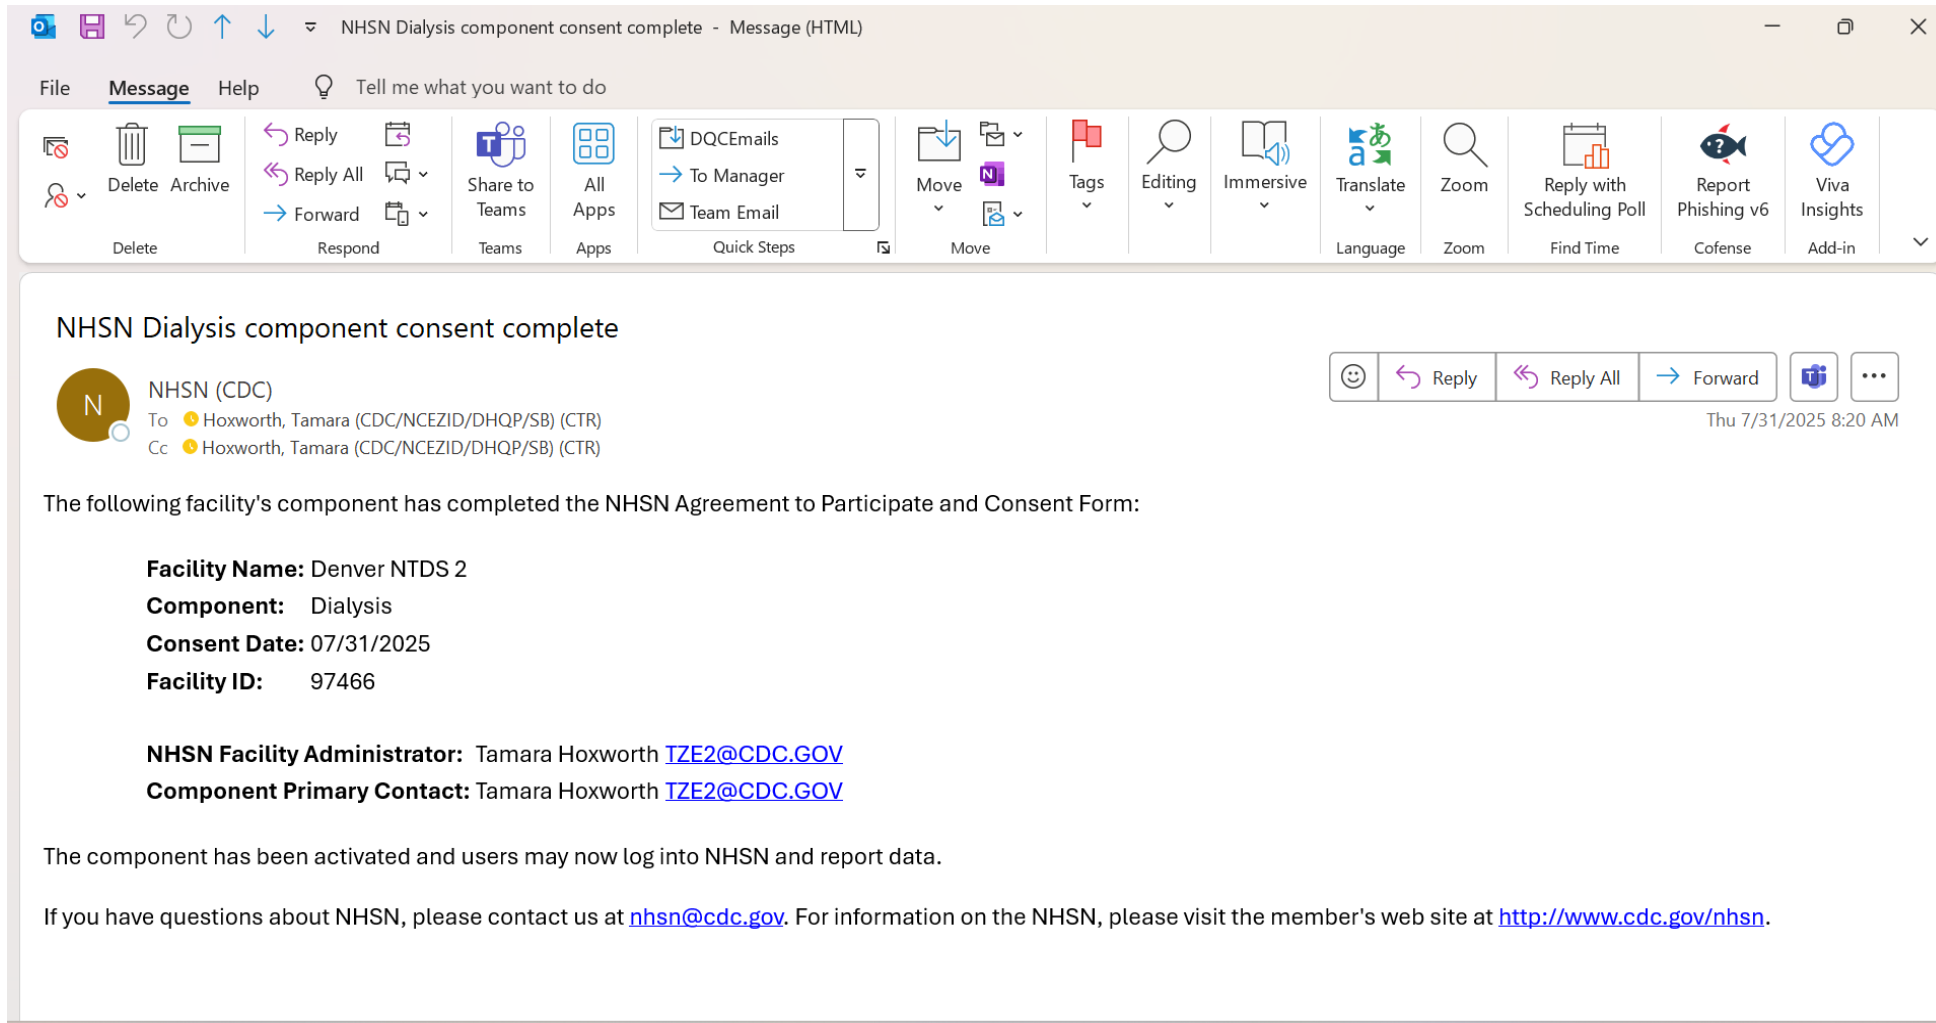 NHSN Dialysis component consent complete - Message (HTML)
File Message Help Tell me what you want to do
Delete Archive
Reply
Reply All
Forward
Share to Teams
All Apps
DQCEmails
To Manager
Team Email
Move
Tags
Editing
Immersive
Translate
Zoom
Reply with Scheduling Poll
Report Phishing v6
Viva Insights
Delete Respond Teams Apps Quick Steps Move Language Zoom Find Time Cofense Add-in
NHSN Dialysis component consent complete
N
NHSN (CDC)
To Hoxworth, Tamara (CDC/NCEZID/DHQP/SB) (CTR)
Cc Hoxworth, Tamara (CDC/NCEZID/DHQP/SB) (CTR)
Reply Reply All Forward
Thu 7/31/2025 8:20 AM
The following facility's component has completed the NHSN Agreement to Participate and Consent Form:
Facility Name: Denver NTDS 2
Component: Dialysis
Consent Date: 07/31/2025
Facility ID: 97466
NHSN Facility Administrator: Tamara Hoxworth TZE2@CDC.GOV
Component Primary Contact: Tamara Hoxworth TZE2@CDC.GOV
The component has been activated and users may now log into NHSN and report data.
If you have questions about NHSN, please contact us at nhsn@cdc.gov. For information on the NHSN, please visit the member's web site at http://www.cdc.gov/nhsn.